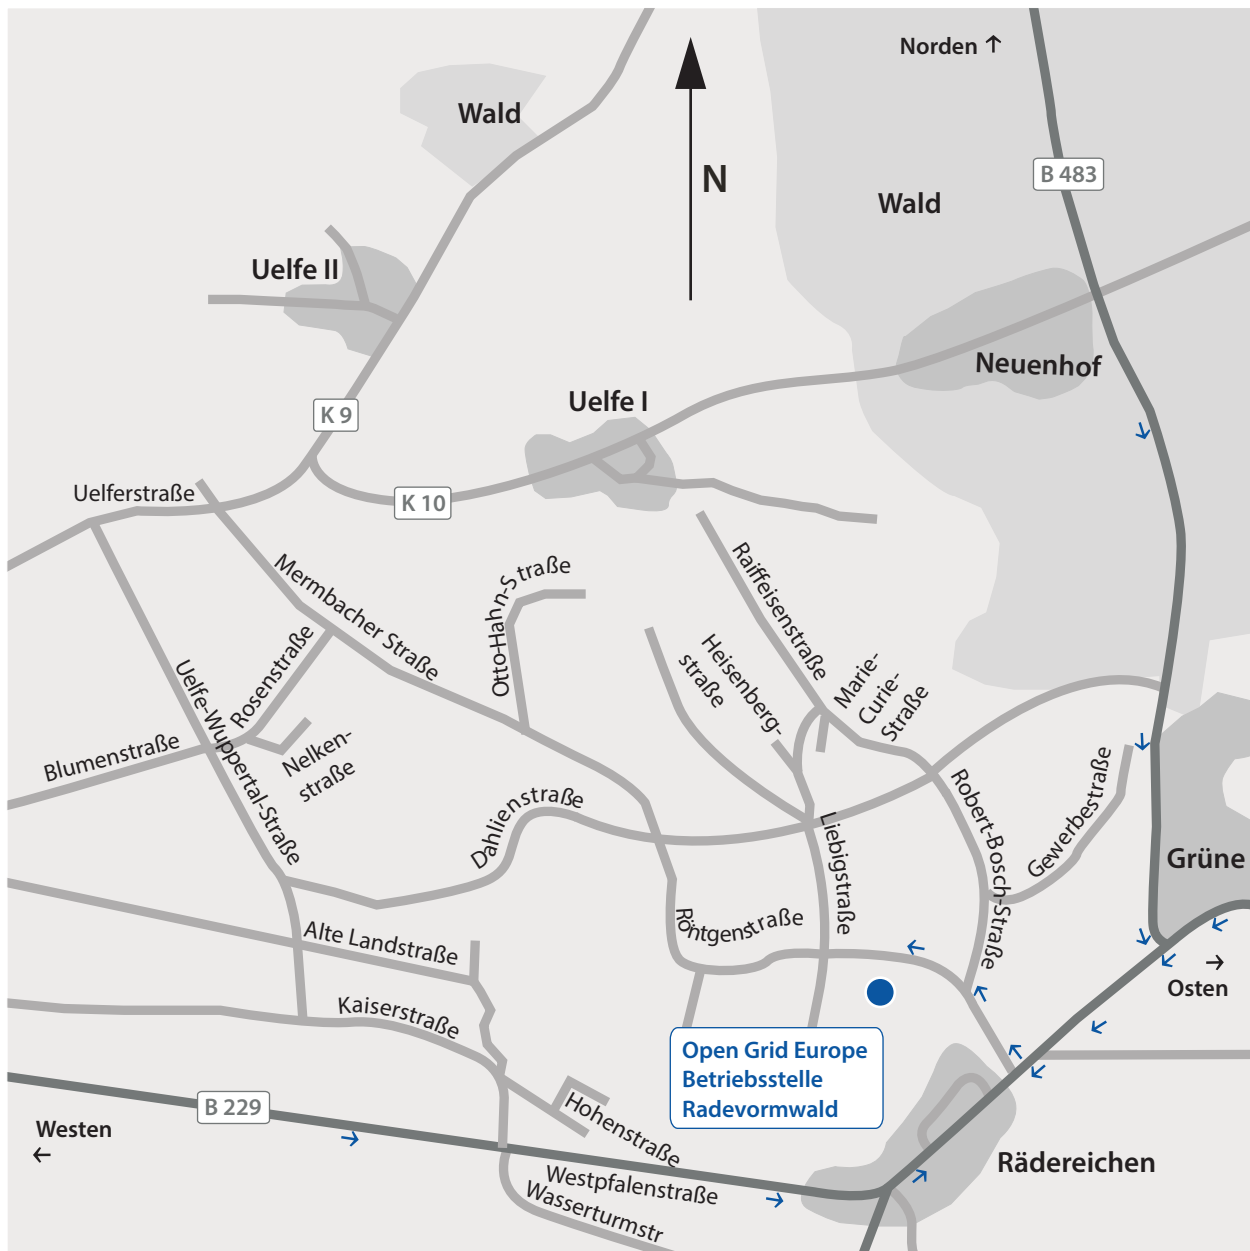 Norden ↑
Wald
B 483
N
Wald
Uelfe II
Neuenhof
Uelfe I
K 9
Uelferstraße
K 10
Mermbacher Straße
Otto-Hahn-Straße
Raiffeisenstraße
Rosenstraße
Heisenberg-
straße
Marie-
Curie-
Straße
Uelfe-Wuppertal-Straße
Blumenstraße
Nelken-
straße
Dahlienstraße
Liebigstraße
Robert-Bosch-Straße
Gewerbestraße
Grüne
Röntgenstraße
Alte Landstraße
→
Osten
Kaiserstraße
Open Grid Europe
Betriebsstelle
Radevormwald
B 229
Westen
←
Hohenstraße
Rädereichen
Westpfalenstraße
Wasserturmstr